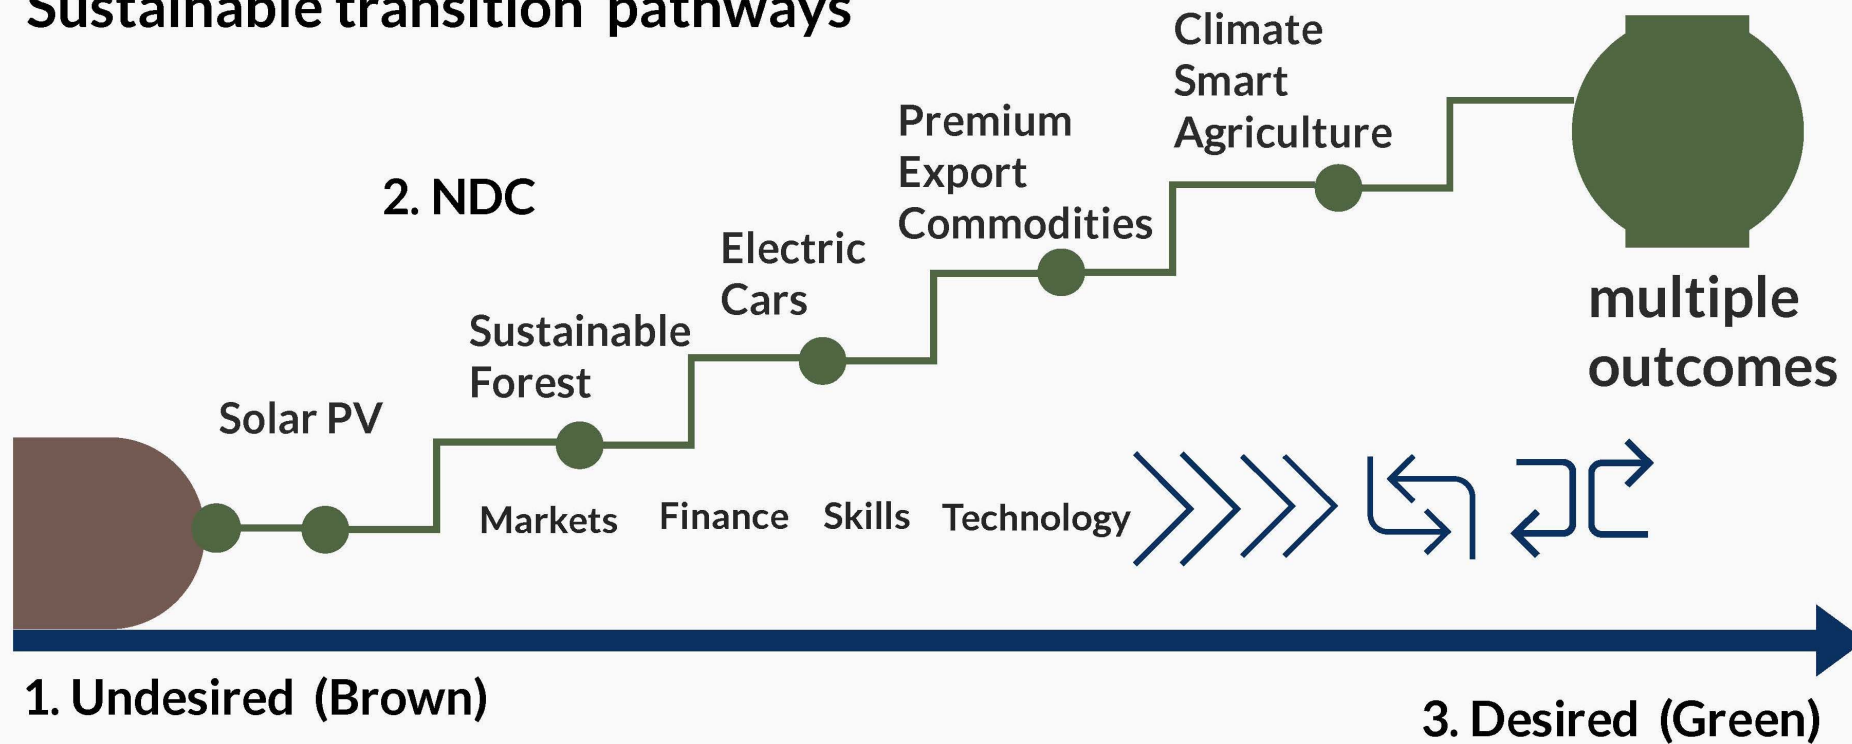 Sustainable transition pathways
Climate
Smart
Agriculture
Premium
Export
Commodities
2. NDC
Electric
Cars
Sustainable
Forest
Solar PV
multiple
outcomes
Markets Finance Skills Technology
1. Undesired (Brown)
3. Desired (Green)